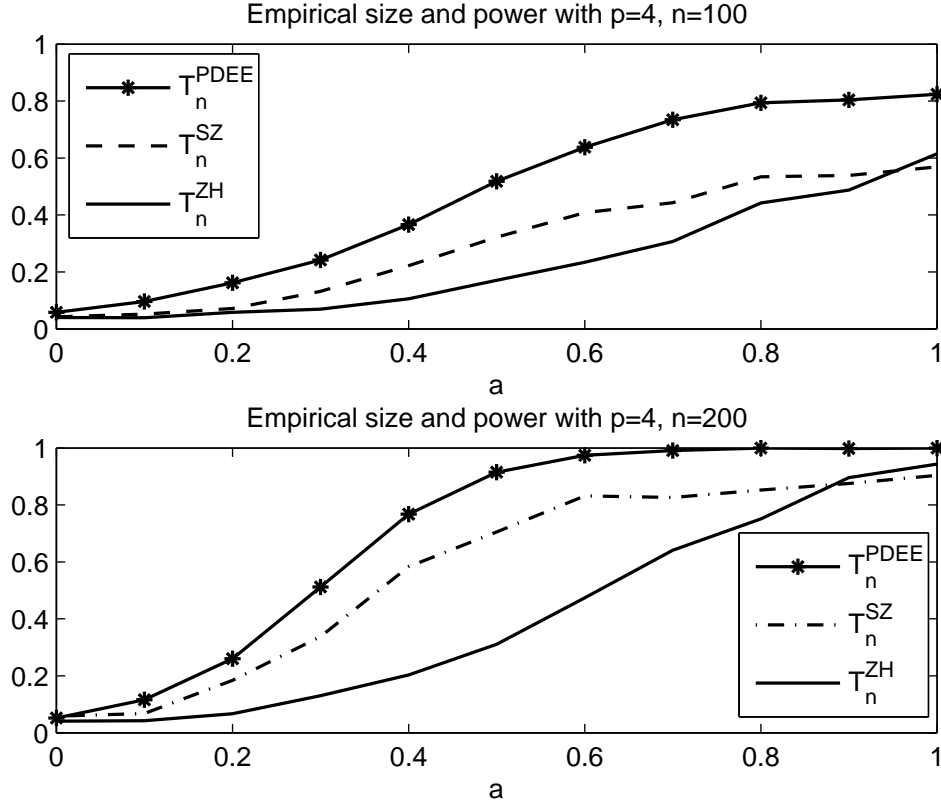 Empirical size and power with p=4, n=100
1
0.8
0.6
0.4
0.2
0
T_n^PDEE
T_n^SZ
T_n^ZH
0 0.2 0.4 0.6 0.8 1
a
Empirical size and power with p=4, n=200
1
0.8
0.6
0.4
0.2
0
T_n^PDEE
T_n^SZ
T_n^ZH
0 0.2 0.4 0.6 0.8 1
a